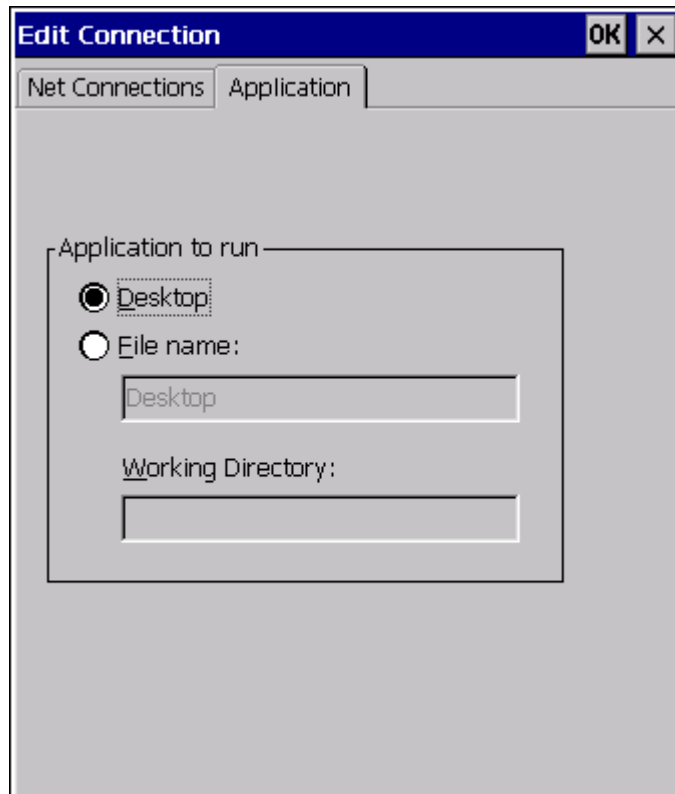 Edit Connection OK ×
Net Connections Application
Application to run
Desktop
File name:
Desktop
Working Directory: